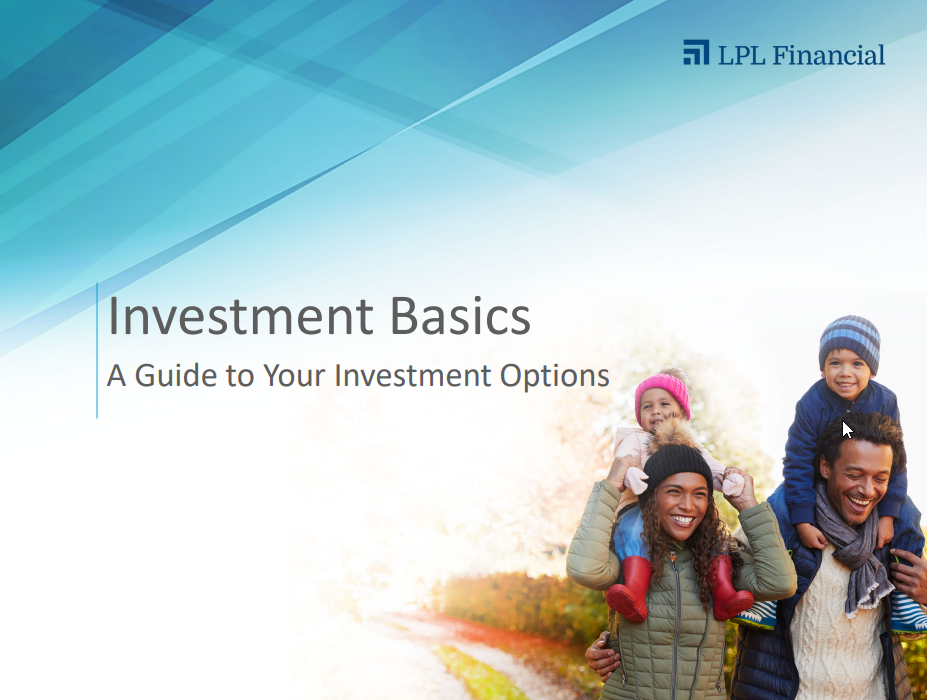 LPL Financial
Investment Basics
A Guide to Your Investment Options